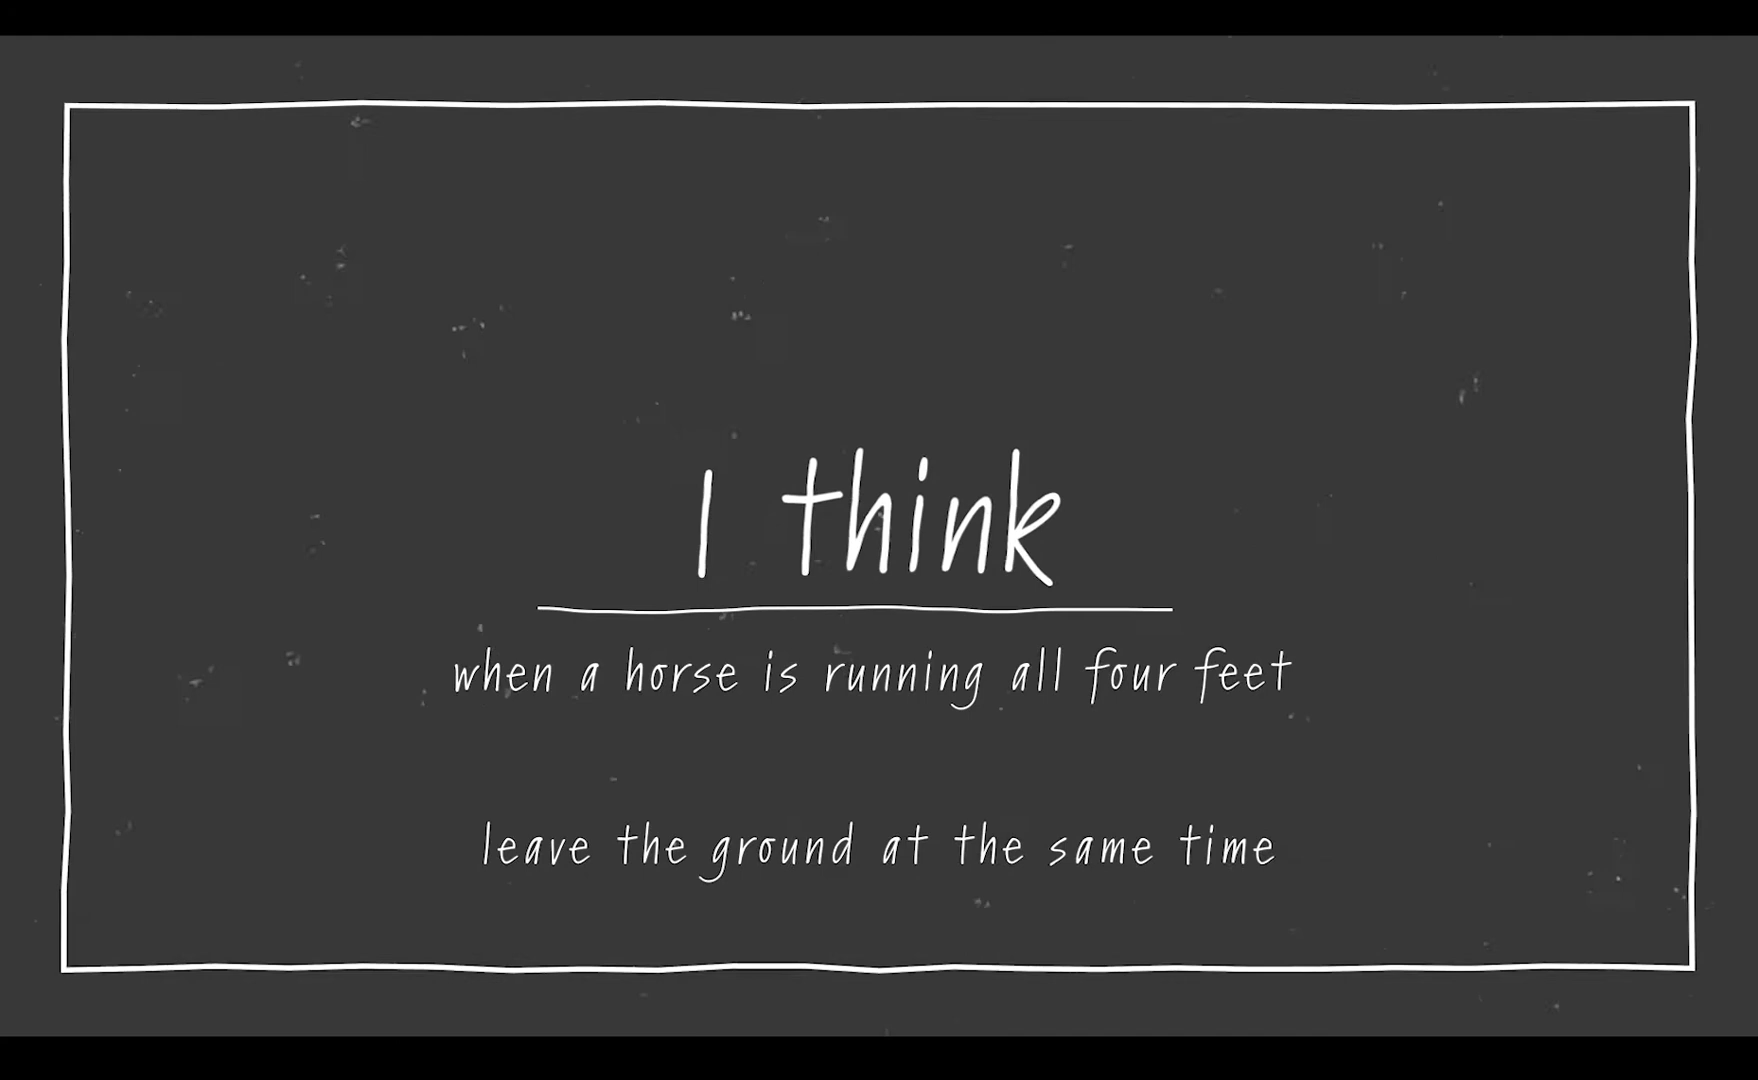 I think
when a horse is running all four feet
leave the ground at the same time